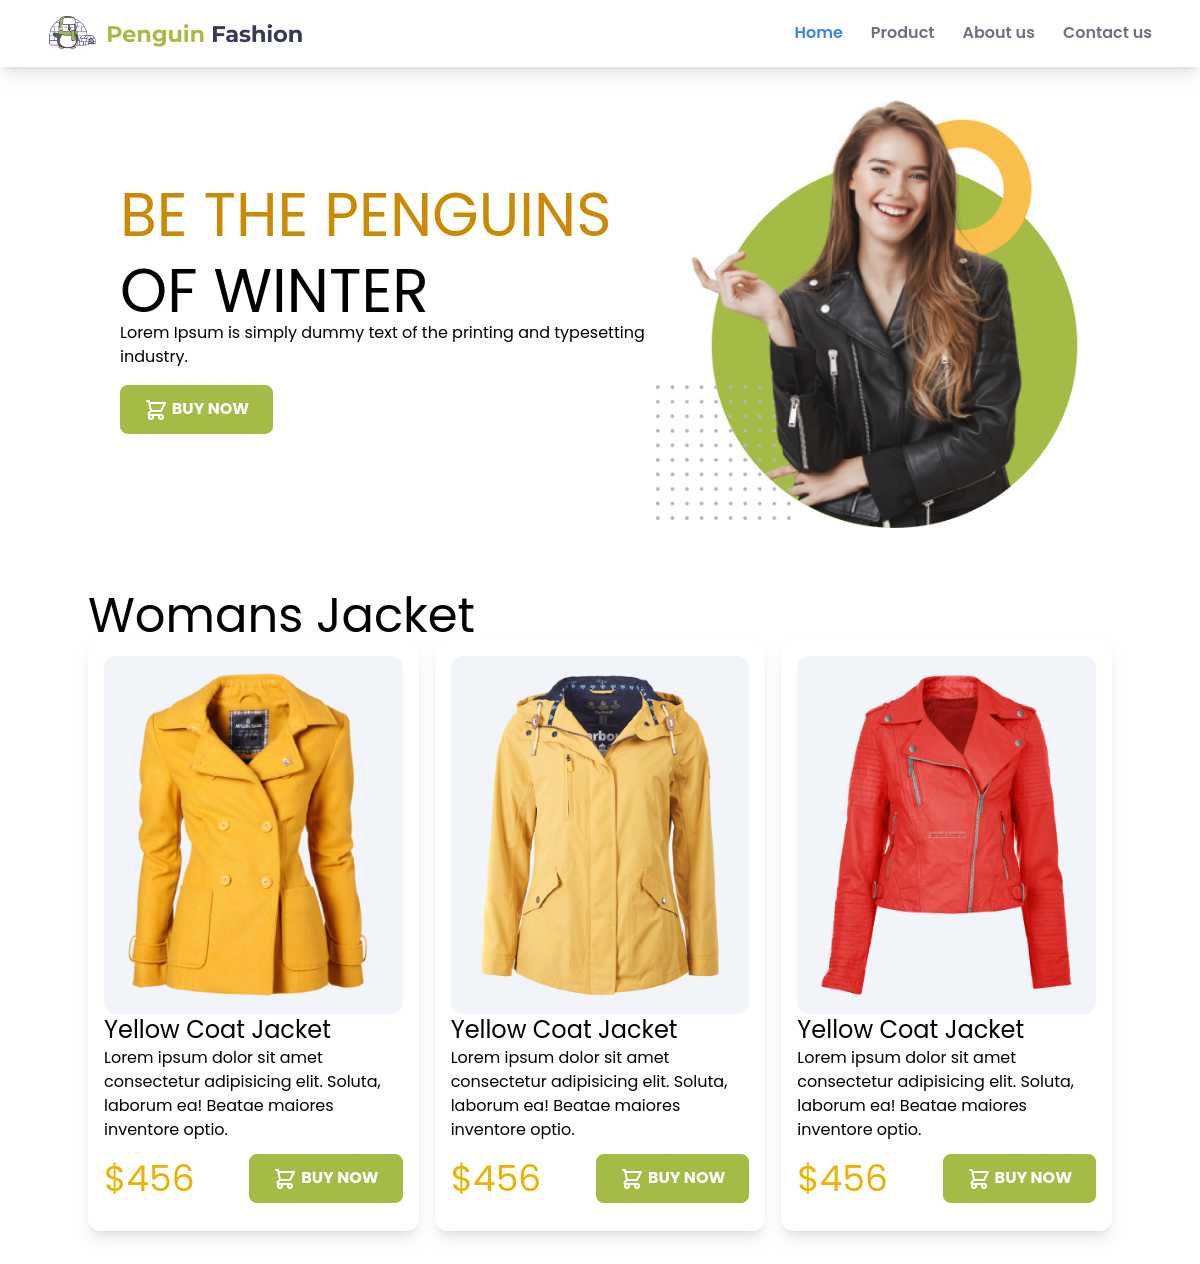 Penguin Fashion
Home Product About us Contact us
BE THE PENGUINS
OF WINTER
Lorem Ipsum is simply dummy text of the printing and typesetting
industry.
BUY NOW
Womans Jacket
Yellow Coat Jacket
Lorem ipsum dolor sit amet
consectetur adipisicing elit. Soluta,
laborum ea! Beatae maiores
inventore optio.
$456 BUY NOW
Yellow Coat Jacket
Lorem ipsum dolor sit amet
consectetur adipisicing elit. Soluta,
laborum ea! Beatae maiores
inventore optio.
$456 BUY NOW
Yellow Coat Jacket
Lorem ipsum dolor sit amet
consectetur adipisicing elit. Soluta,
laborum ea! Beatae maiores
inventore optio.
$456 BUY NOW